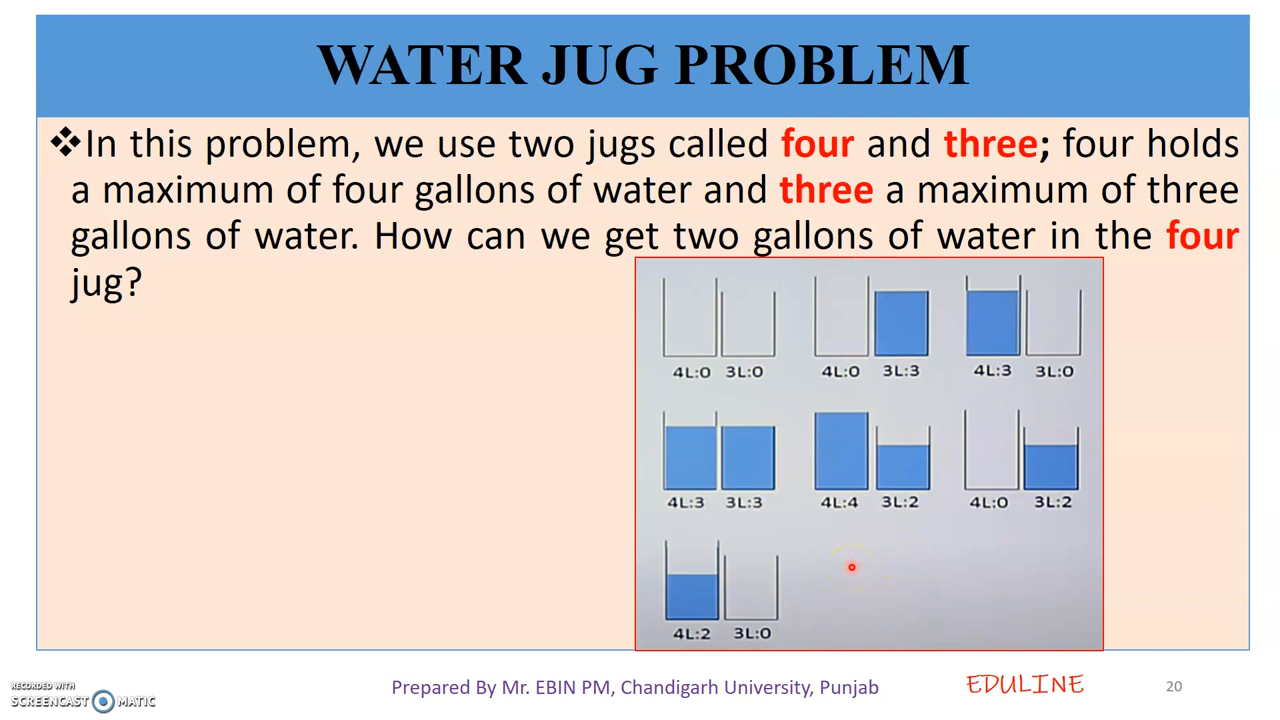 WATER JUG PROBLEM
❖In this problem, we use two jugs called four and three; four holds
a maximum of four gallons of water and three a maximum of three
gallons of water. How can we get two gallons of water in the four
jug?
4L:0 3L:0 4L:0 3L:3 4L:3 3L:0
4L:3 3L:3 4L:4 3L:2 4L:0 3L:2
4L:2 3L:0
Prepared By Mr. EBIN PM, Chandigarh University, Punjab
EDULINE
20
RECORDED WITH
SCREENCAST MATIC